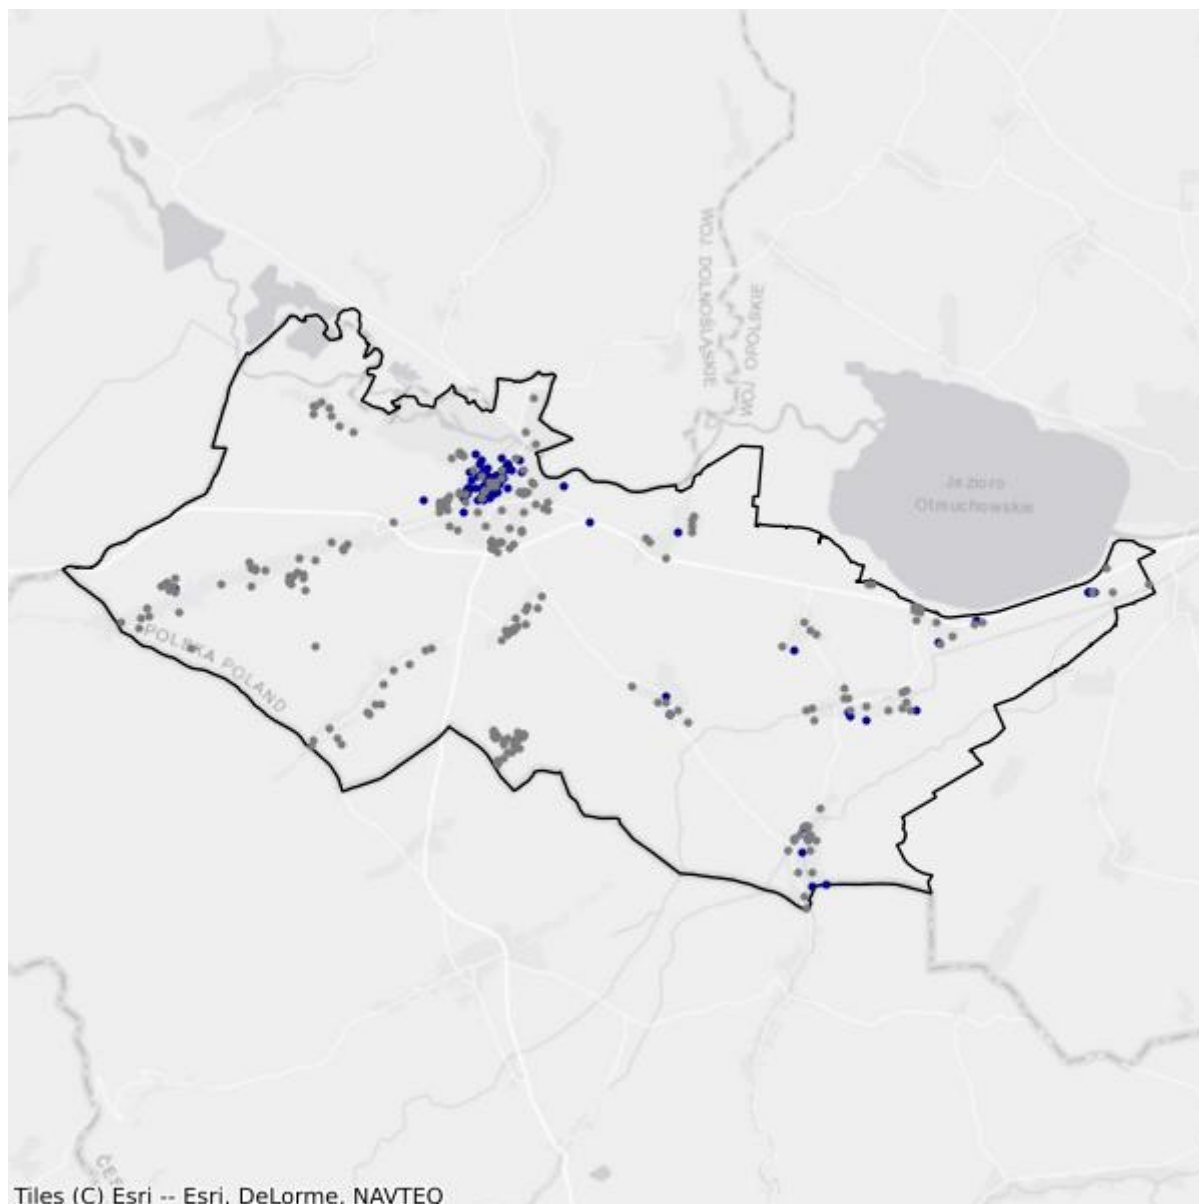 WOJ. DOLNOŚLĄSKIE
WOJ. OPOLSKIE
Jezioro
Otmuchowskie
POLSKA POLAND
Tiles (C) Esri -- Esri, DeLorme, NAVTEQ